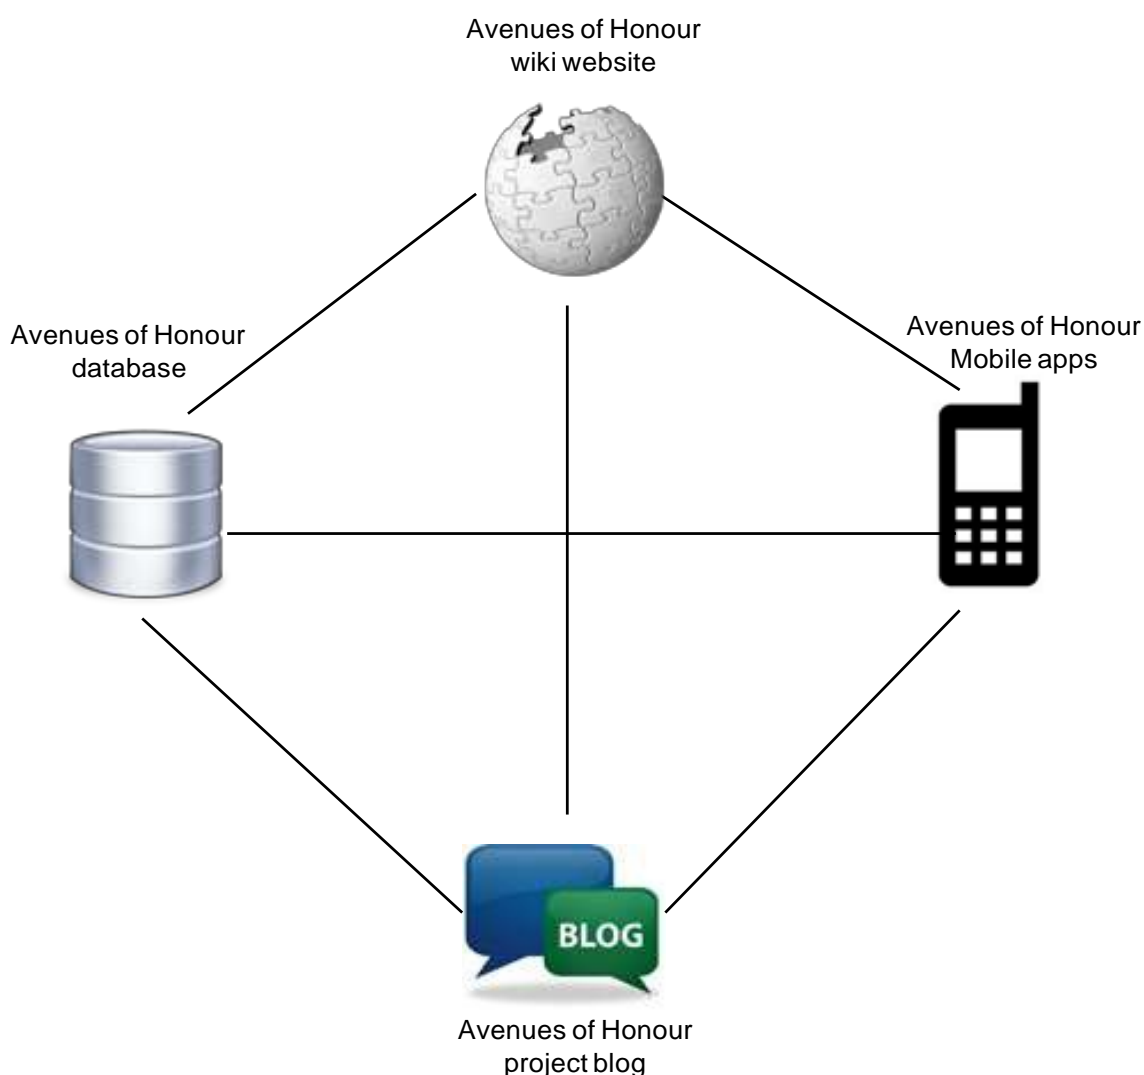 Avenues of Honour
wiki website
Avenues of Honour
database
Avenues of Honour
Mobile apps
BLOG
Avenues of Honour
project blog